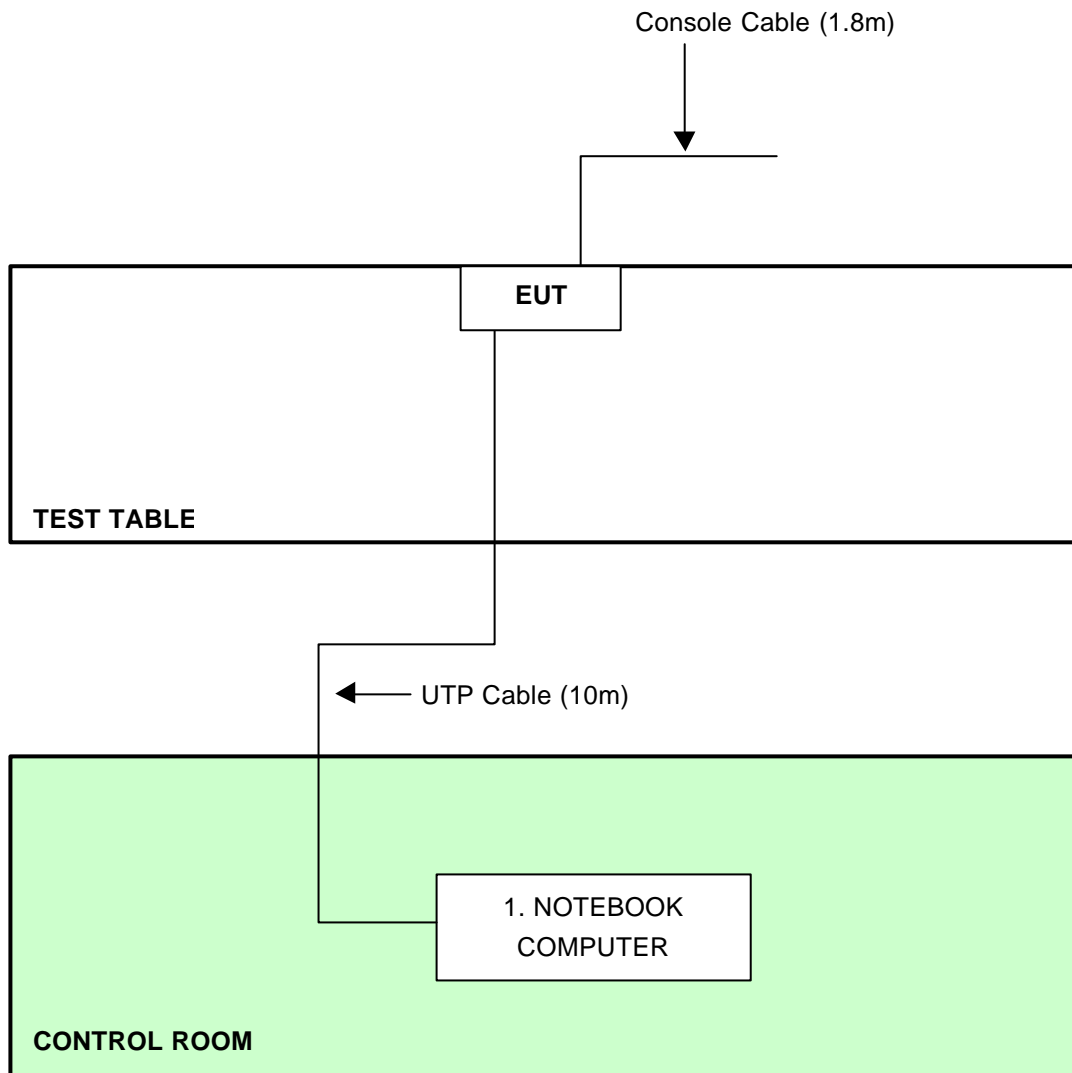 Console Cable (1.8m)
EUT
TEST TABLE
UTP Cable (10m)
1. NOTEBOOK
COMPUTER
CONTROL ROOM